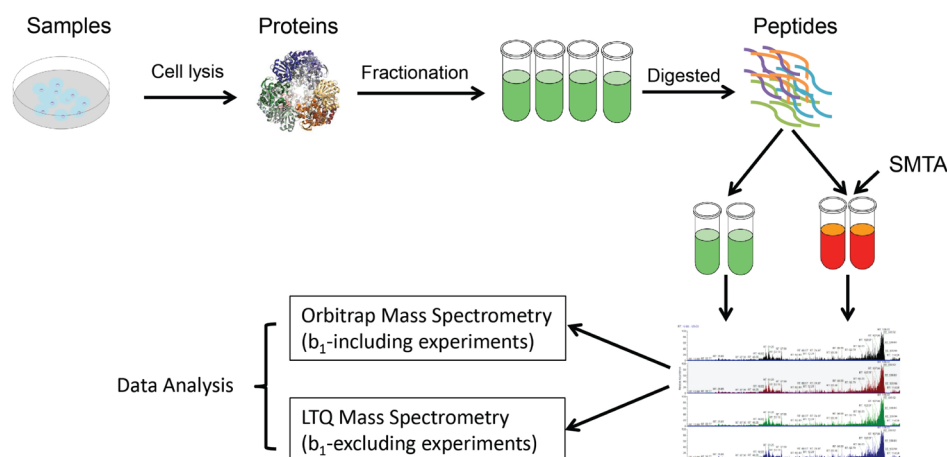 Samples
Proteins
Peptides
Cell lysis
Fractionation
Digested
SMTA
Orbitrap Mass Spectrometry
(b₁-including experiments)
Data Analysis
LTQ Mass Spectrometry
(b₁-excluding experiments)